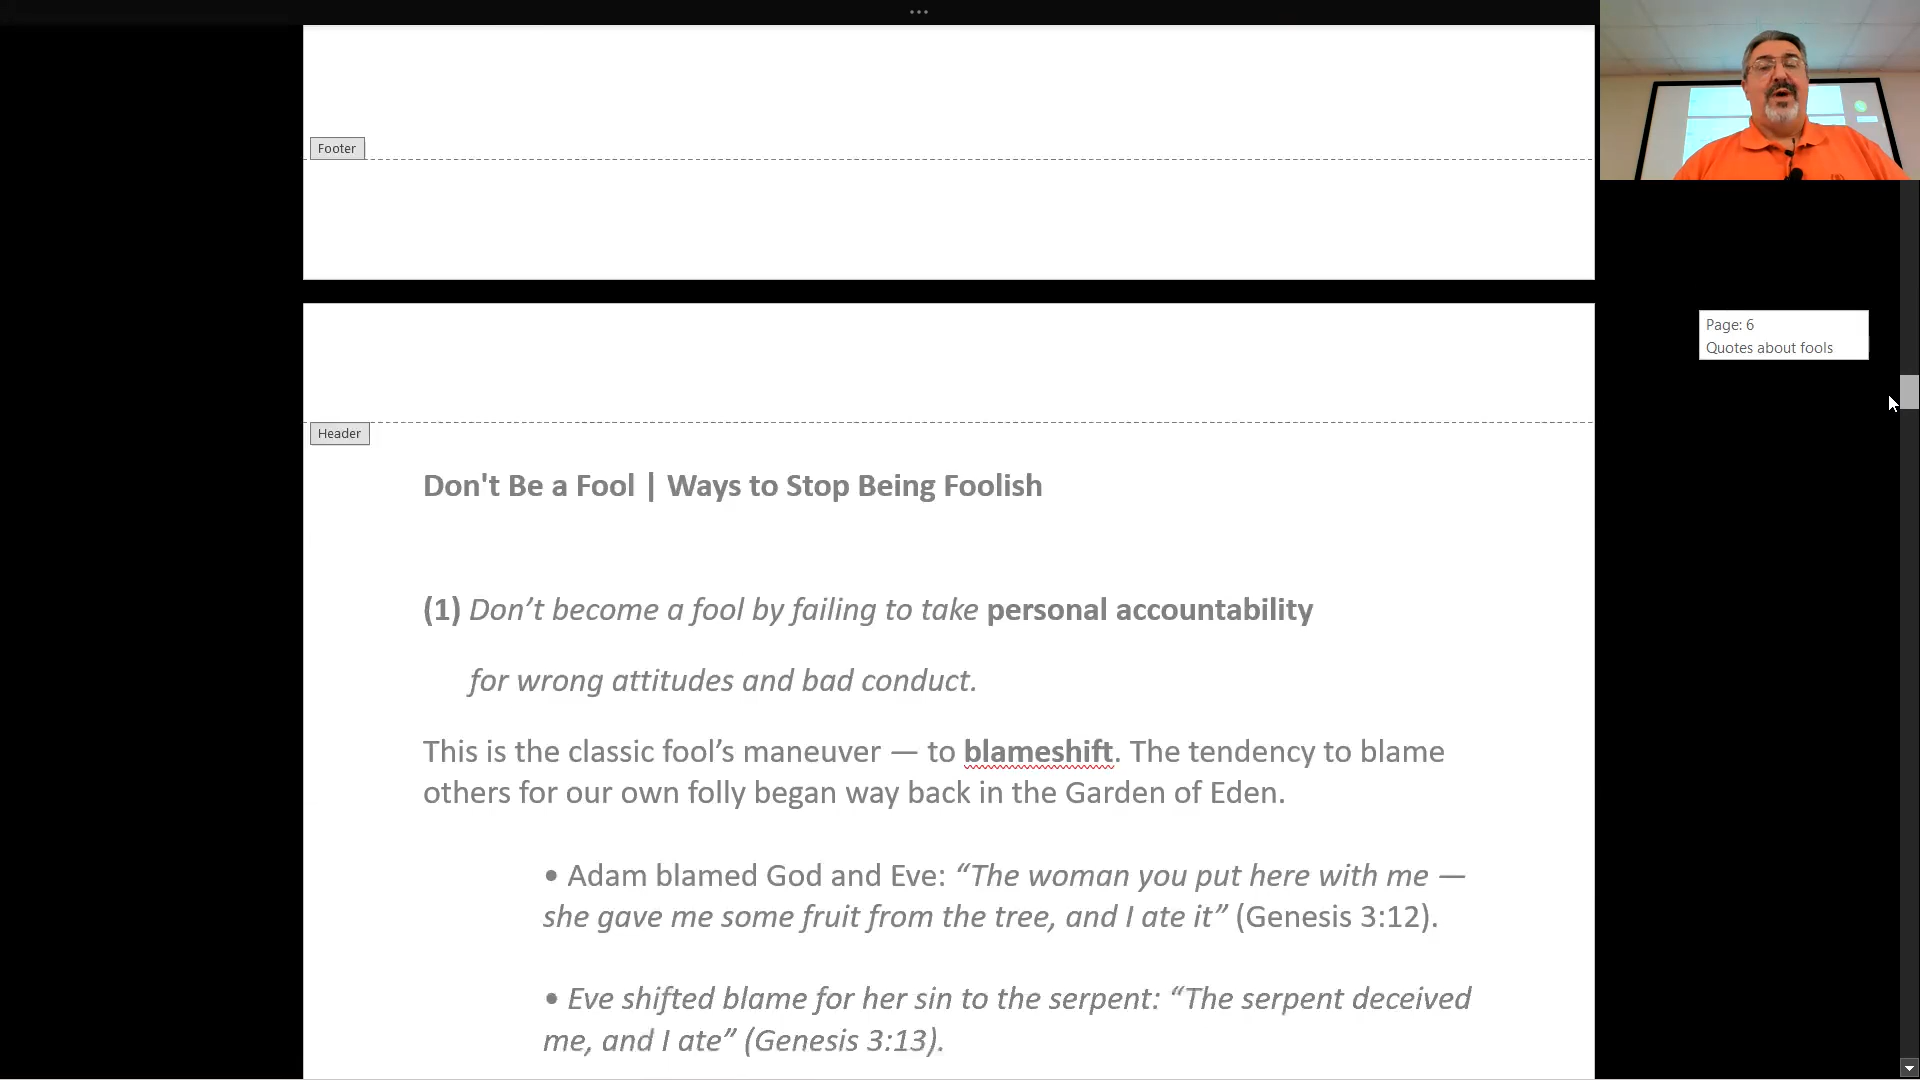 Footer
Page: 6
Quotes about fools
Header
Don't Be a Fool | Ways to Stop Being Foolish
(1) Don’t become a fool by failing to take personal accountability
for wrong attitudes and bad conduct.
This is the classic fool’s maneuver — to blameshift. The tendency to blame
others for our own folly began way back in the Garden of Eden.
• Adam blamed God and Eve: “The woman you put here with me —
she gave me some fruit from the tree, and I ate it” (Genesis 3:12).
• Eve shifted blame for her sin to the serpent: “The serpent deceived
me, and I ate” (Genesis 3:13).